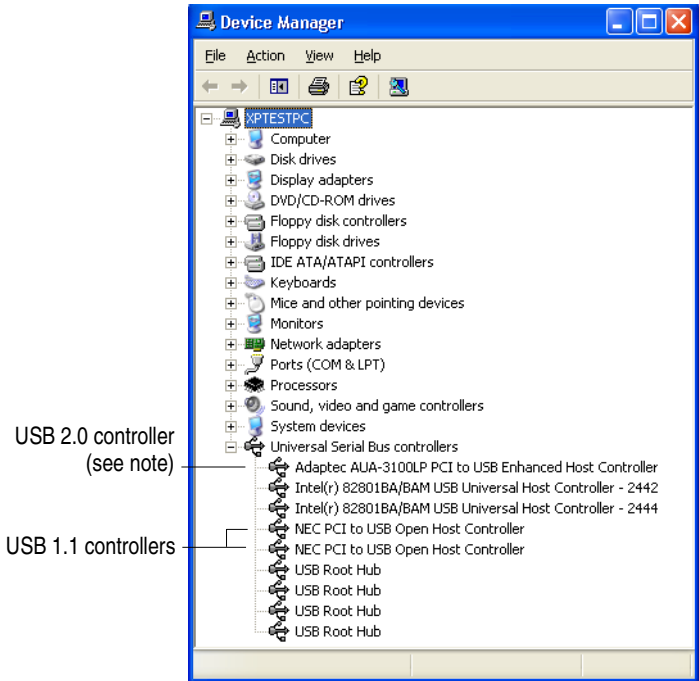 Device Manager
File Action View Help
XPTESTPC
Computer
Disk drives
Display adapters
DVD/CD-ROM drives
Floppy disk controllers
Floppy disk drives
IDE ATA/ATAPI controllers
Keyboards
Mice and other pointing devices
Monitors
Network adapters
Ports (COM & LPT)
Processors
Sound, video and game controllers
System devices
Universal Serial Bus controllers
Adaptec AUA-3100LP PCI to USB Enhanced Host Controller
Intel(r) 82801BA/BAM USB Universal Host Controller - 2442
Intel(r) 82801BA/BAM USB Universal Host Controller - 2444
NEC PCI to USB Open Host Controller
NEC PCI to USB Open Host Controller
USB Root Hub
USB Root Hub
USB Root Hub
USB Root Hub
USB 2.0 controller
(see note)
USB 1.1 controllers